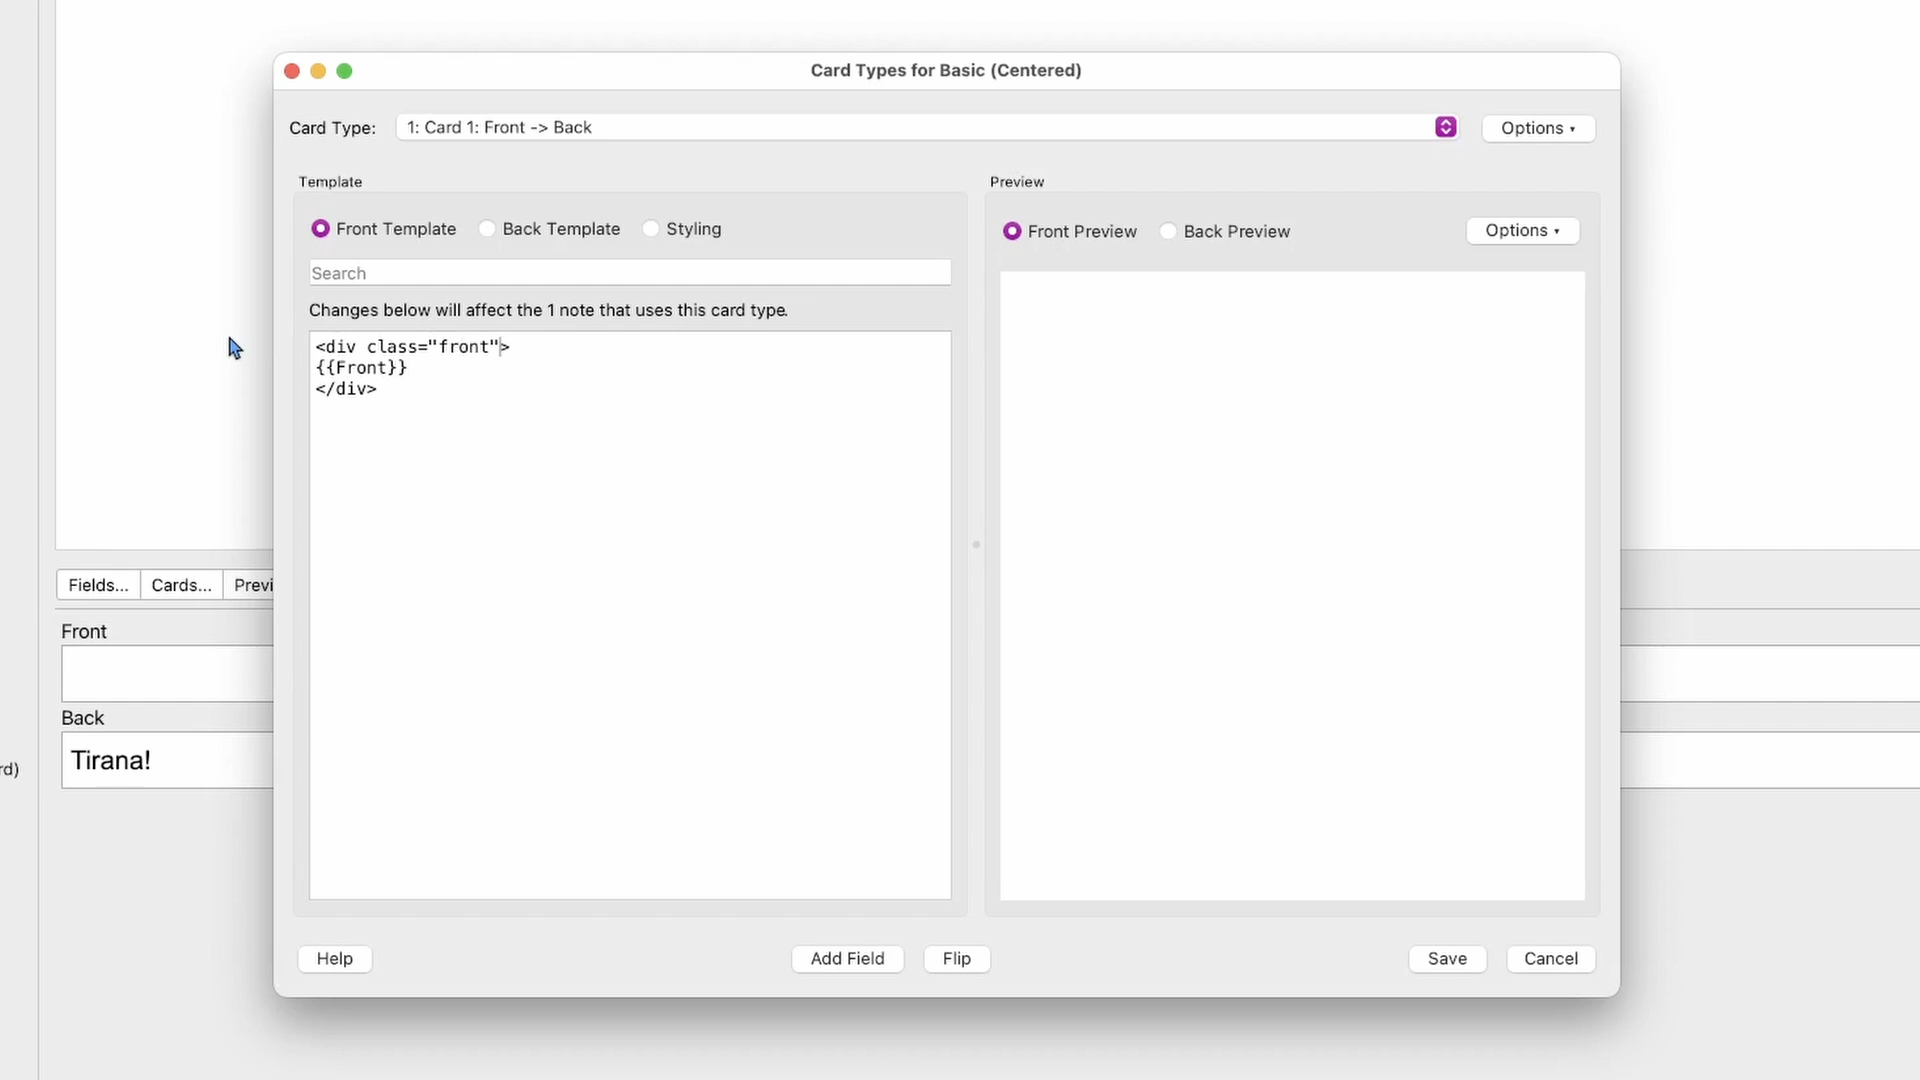 Card Types for Basic (Centered)
Card Type: 1: Card 1: Front -> Back Options
Template
Preview
Front Template Back Template Styling
Front Preview Back Preview Options
Search
Changes below will affect the 1 note that uses this card type.
<div class="front">
{{Front}}
</div>
Fields... Cards... Previ
Front
Back
Tirana!
rd)
Help Add Field Flip Save Cancel